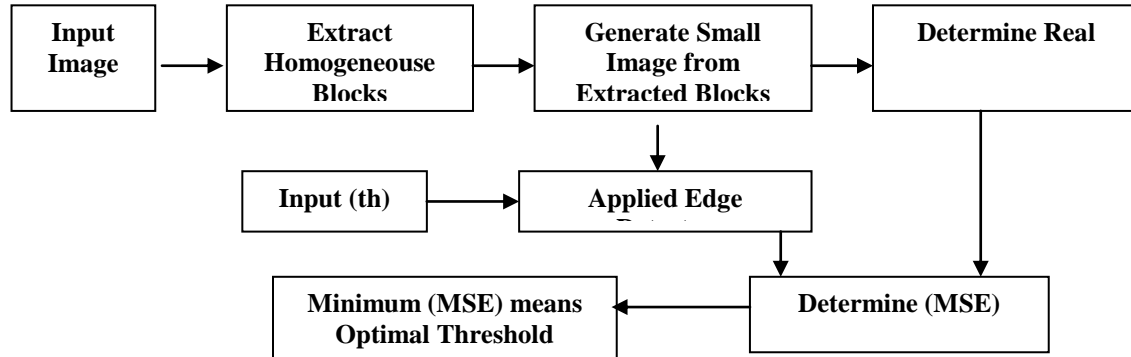 Input
Image
Extract
Homogeneouse
Blocks
Generate Small
Image from
Extracted Blocks
Determine Real
Input (th)
Applied Edge
Determine (MSE)
Minimum (MSE) means
Optimal Threshold